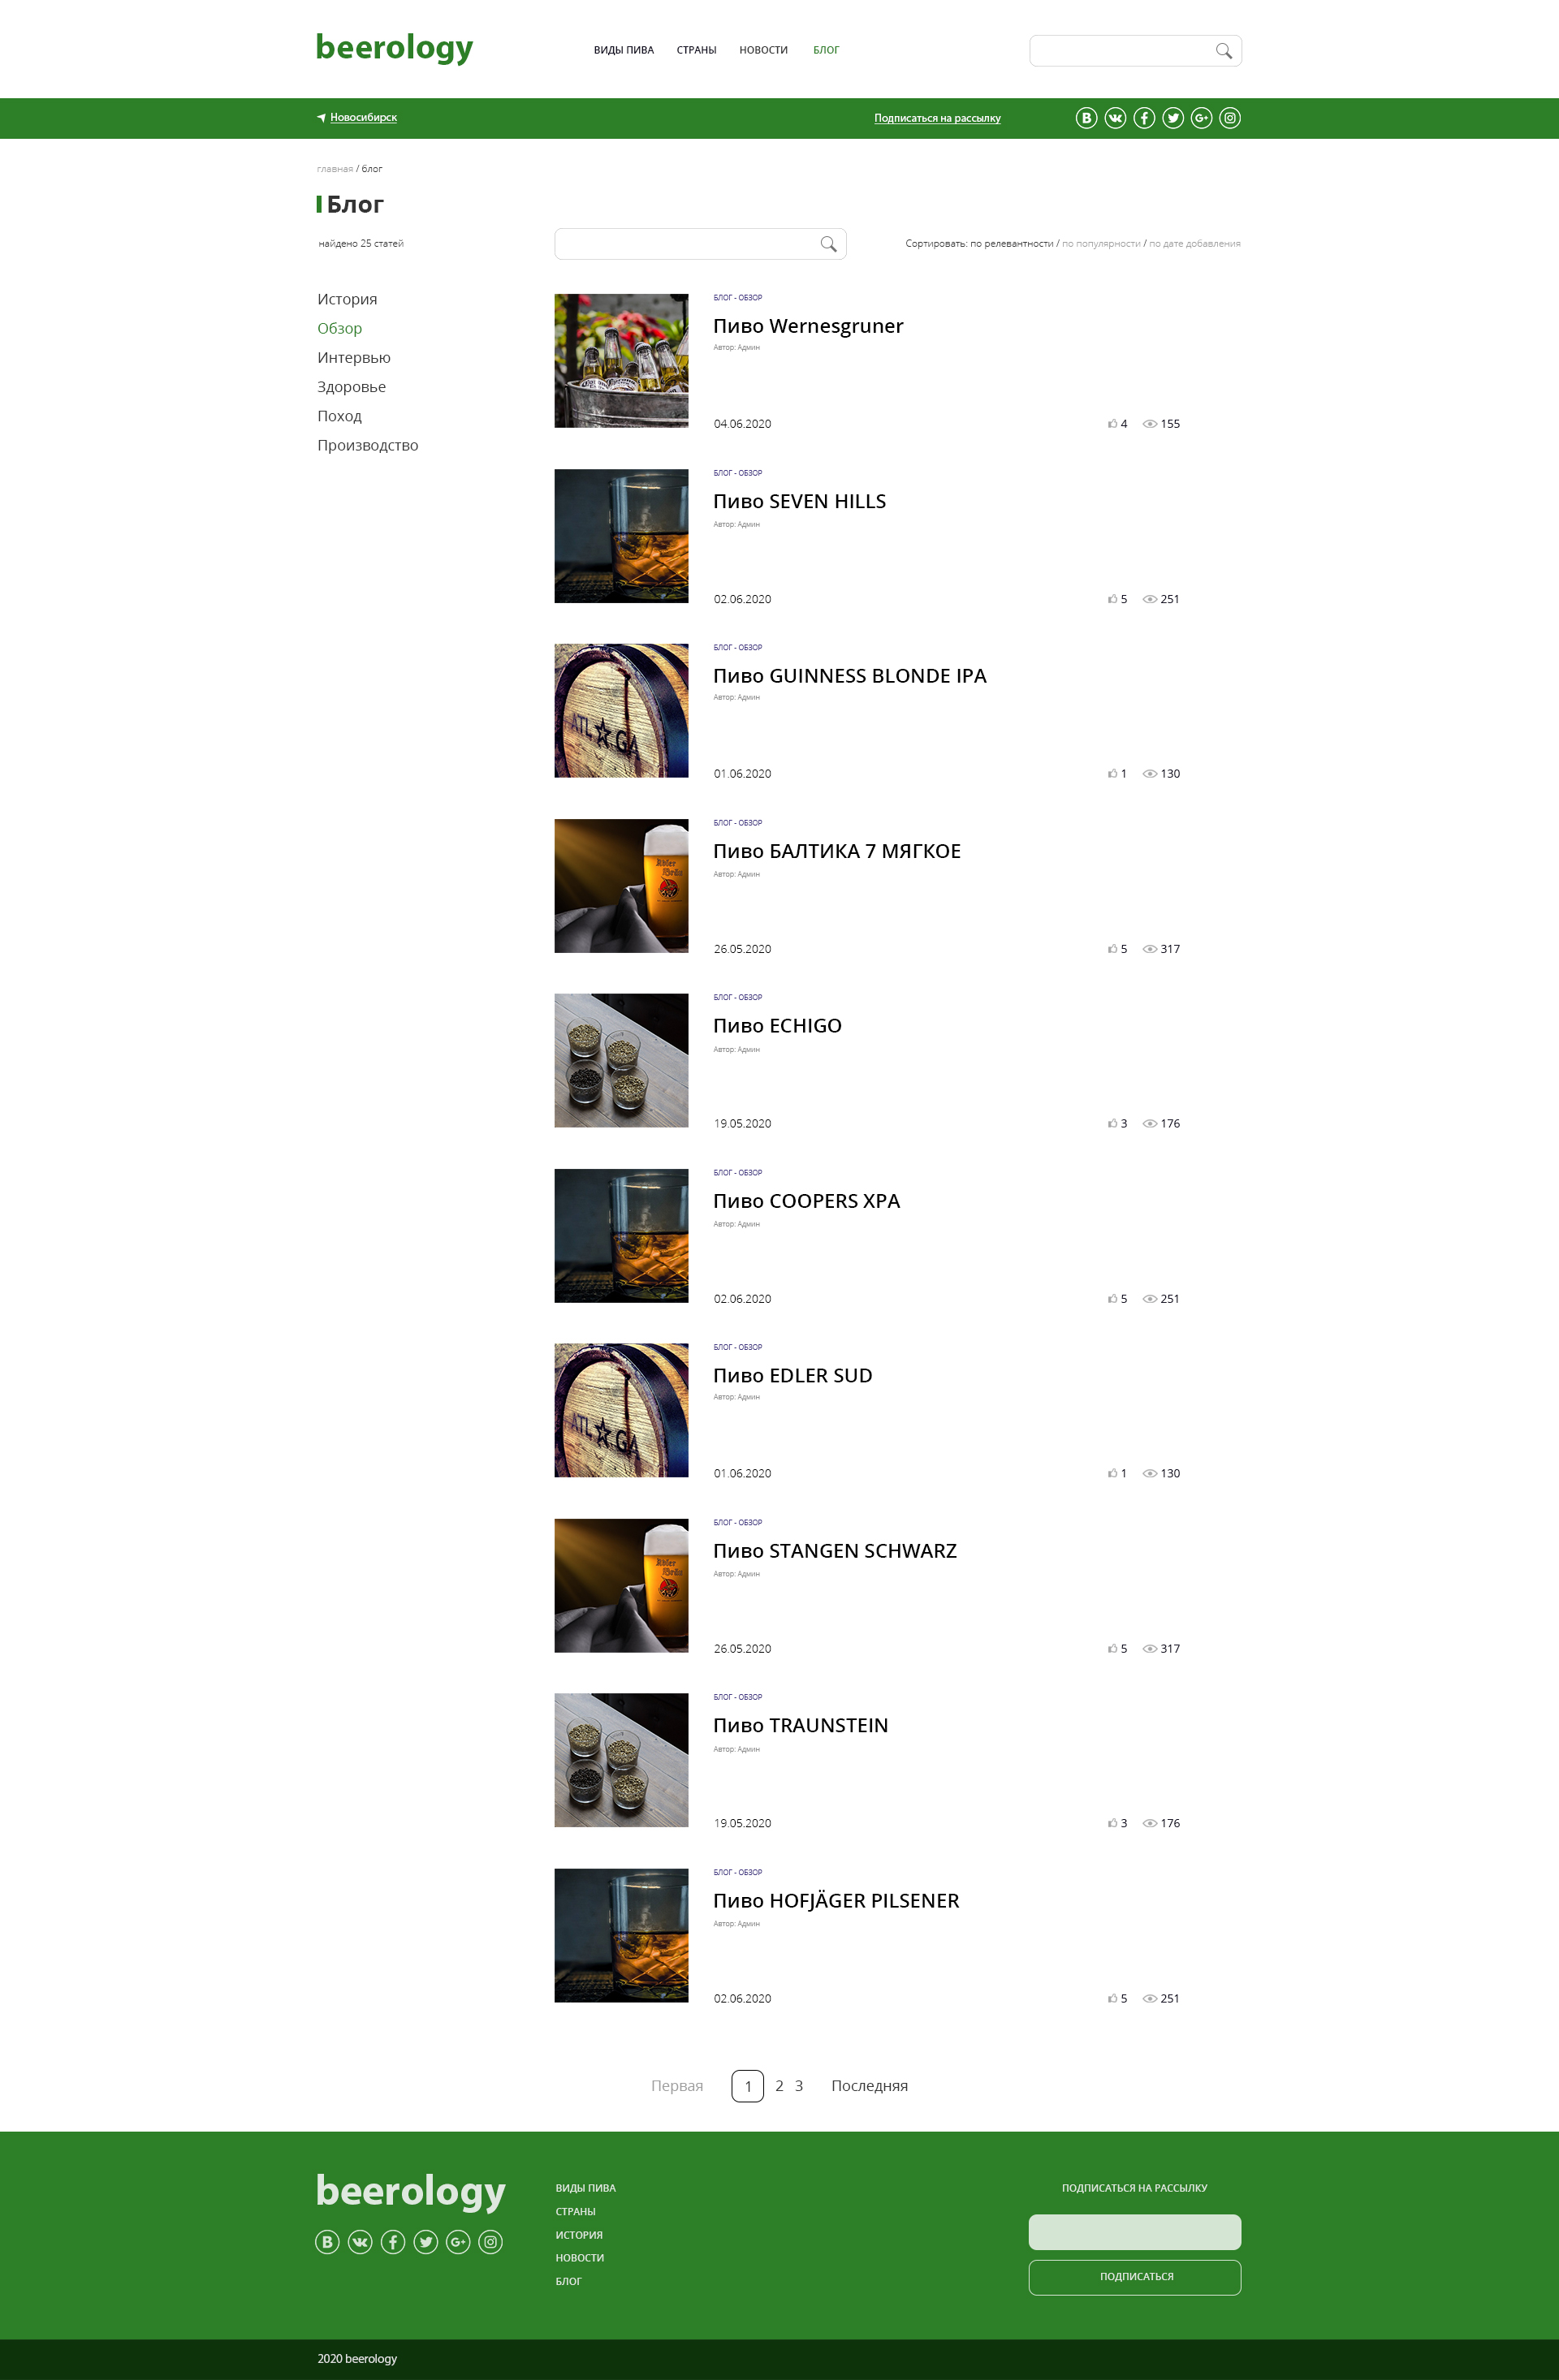 beerology
ВИДЫ ПИВА СТРАНЫ НОВОСТИ БЛОГ
Новосибирск Подписаться на рассылку
главная / блог
Блог
найдено 25 статей Сортировать: по релевантности / по популярности / по дате добавления
История
Обзор
Интервью
Здоровье
Поход
Производство
БЛОГ - ОБЗОР
Пиво Wernesgruner
Автор: Админ
04.06.2020 4 155
БЛОГ - ОБЗОР
Пиво SEVEN HILLS
Автор: Админ
02.06.2020 5 251
БЛОГ - ОБЗОР
Пиво GUINNESS BLONDE IPA
Автор: Админ
ATL GA
01.06.2020 1 130
БЛОГ - ОБЗОР
Пиво БАЛТИКА 7 МЯГКОЕ
Автор: Админ
Adler Bräu
26.05.2020 5 317
БЛОГ - ОБЗОР
Пиво ECHIGO
Автор: Админ
19.05.2020 3 176
БЛОГ - ОБЗОР
Пиво COOPERS XPA
Автор: Админ
02.06.2020 5 251
БЛОГ - ОБЗОР
Пиво EDLER SUD
Автор: Админ
ATL GA
01.06.2020 1 130
БЛОГ - ОБЗОР
Пиво STANGEN SCHWARZ
Автор: Админ
Adler Bräu
26.05.2020 5 317
БЛОГ - ОБЗОР
Пиво TRAUNSTEIN
Автор: Админ
19.05.2020 3 176
БЛОГ - ОБЗОР
Пиво HOFJÄGER PILSENER
Автор: Админ
02.06.2020 5 251
Первая 1 2 3 Последняя
beerology
ВИДЫ ПИВА
СТРАНЫ
ИСТОРИЯ
НОВОСТИ
БЛОГ
ПОДПИСАТЬСЯ НА РАССЫЛКУ
ПОДПИСАТЬСЯ
2020 beerology